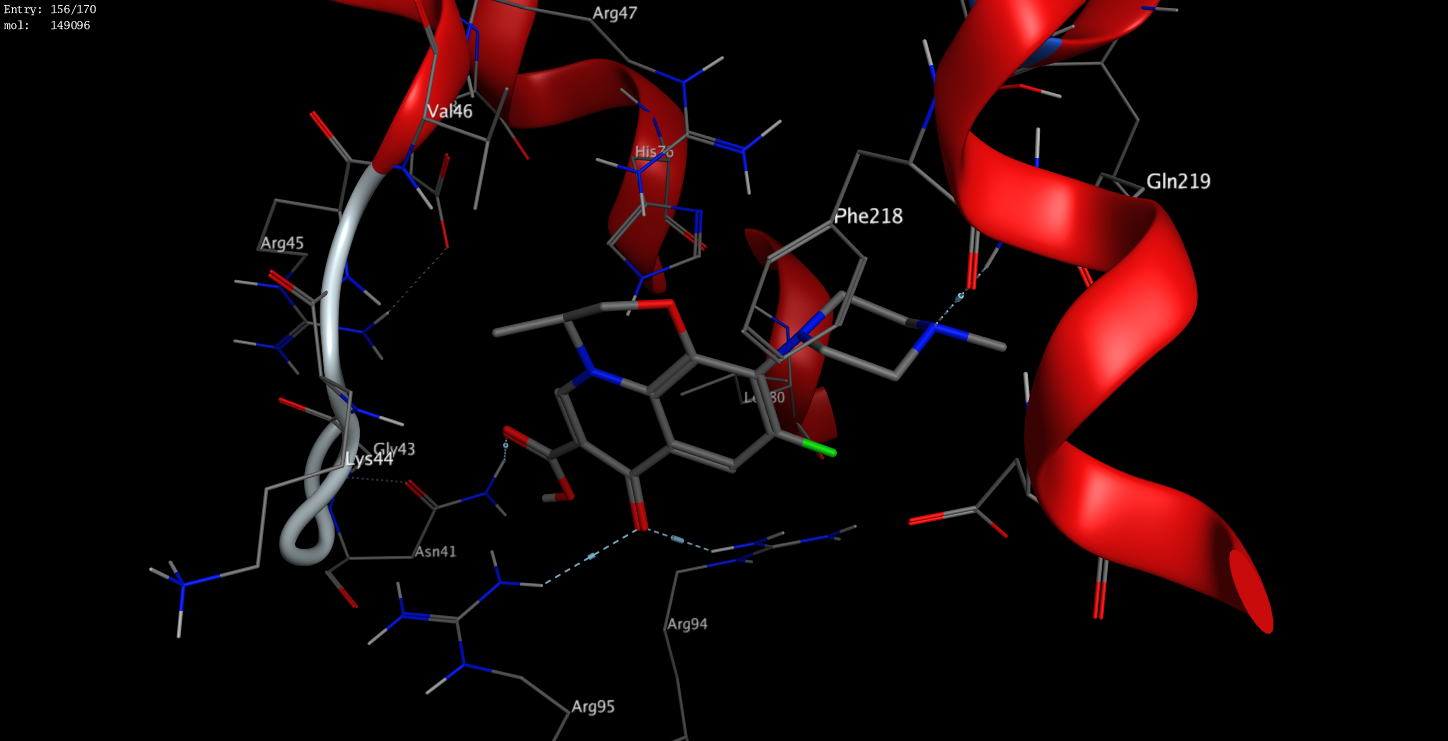 Entry: 156/170
mol: 149096
Arg47
Val46
His76
Gln219
Phe218
Arg45
Gly43
Lys44
Asn41
Arg94
Arg95